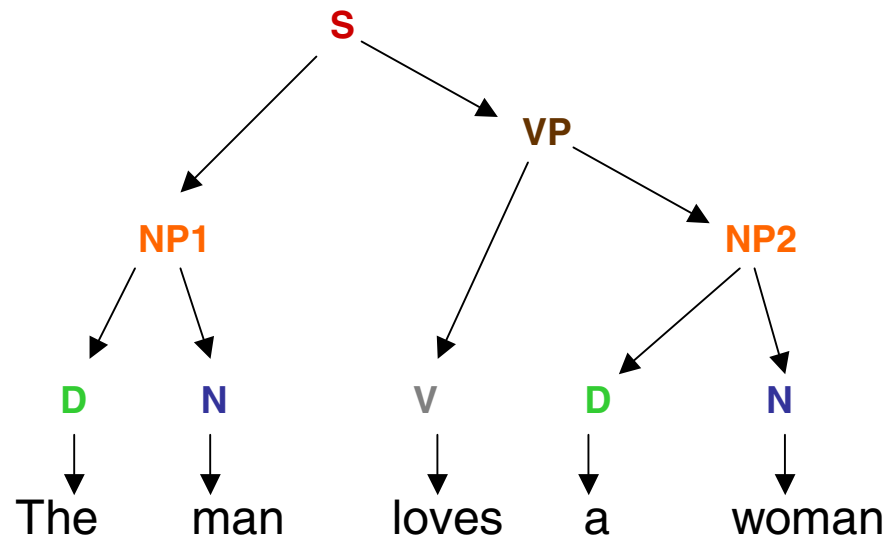 S
VP
NP1 NP2
D N V D N
The man loves a woman